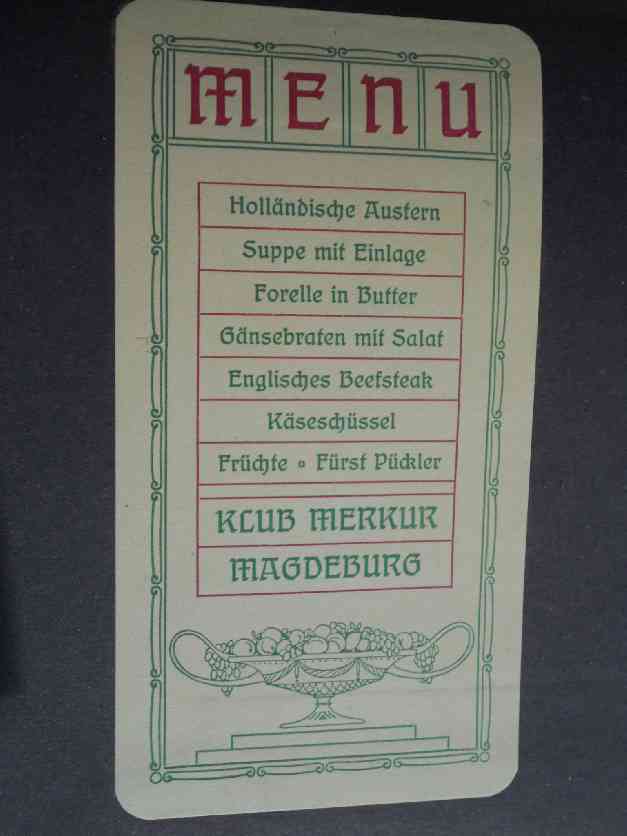 MENU
Holländische Austern
Suppe mit Einlage
Forelle in Butter
Gänsebraten mit Salat
Englisches Beefsteak
Käseschüssel
Früchte ▫ Fürst Pückler
KLUB MERKUR
MAGDEBURG